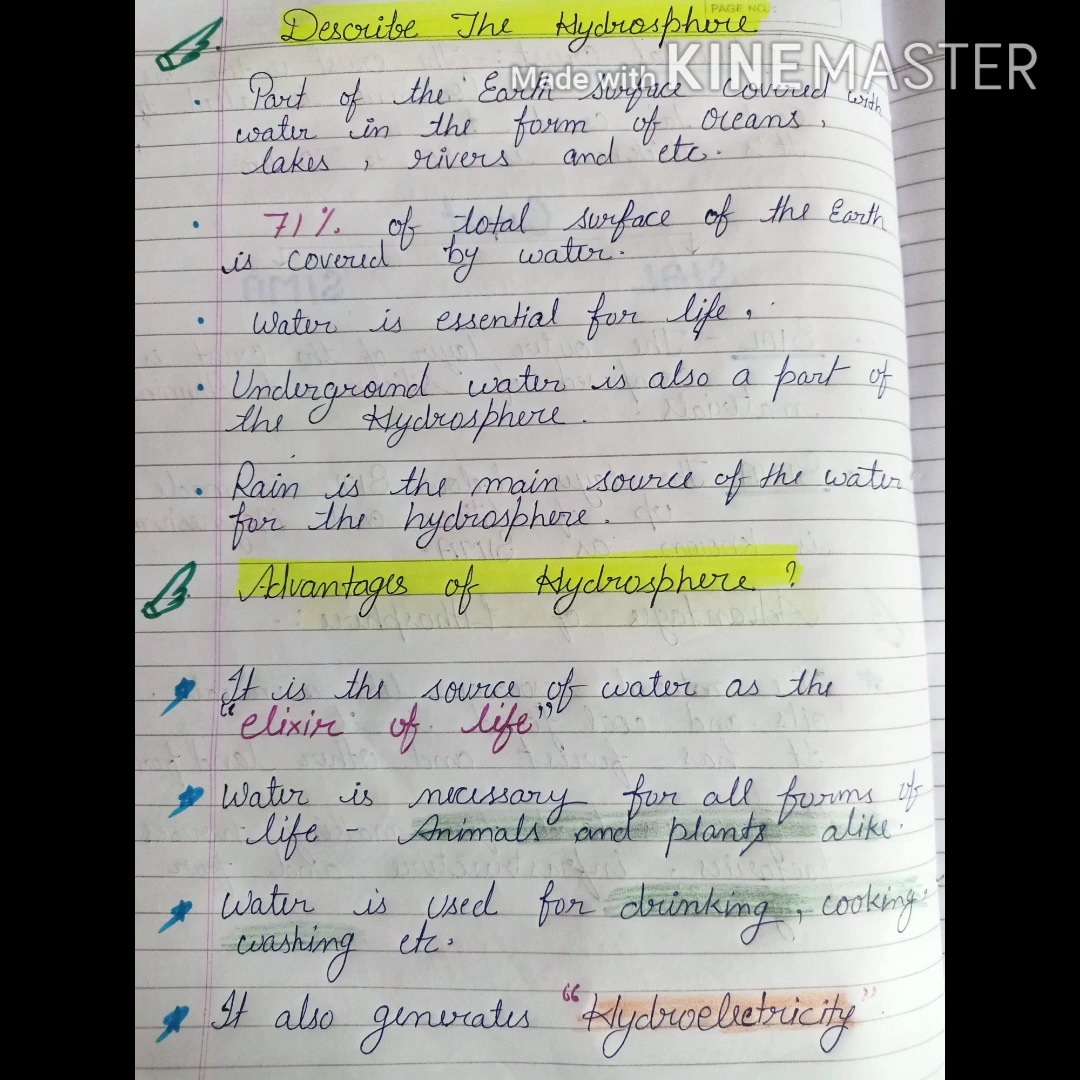 PAGE NO.:
Describe The Hydrosphere
Made with KINEMASTER
Part of the Earth surface covered with
water in the form of oceans,
lakes, rivers and etc.
71% of total surface of the Earth
is covered by water.
Water is essential for life.
Underground water is also a part of
the Hydrosphere.
Rain is the main source of the water
for the hydrosphere.
Advantages of Hydrosphere?
It is the source of water as the
"elixir of life"
Water is necessary for all forms of
life - Animals and plants alike.
Water is used for drinking, cooking,
washing etc.
It also generates "Hydroelectricity"